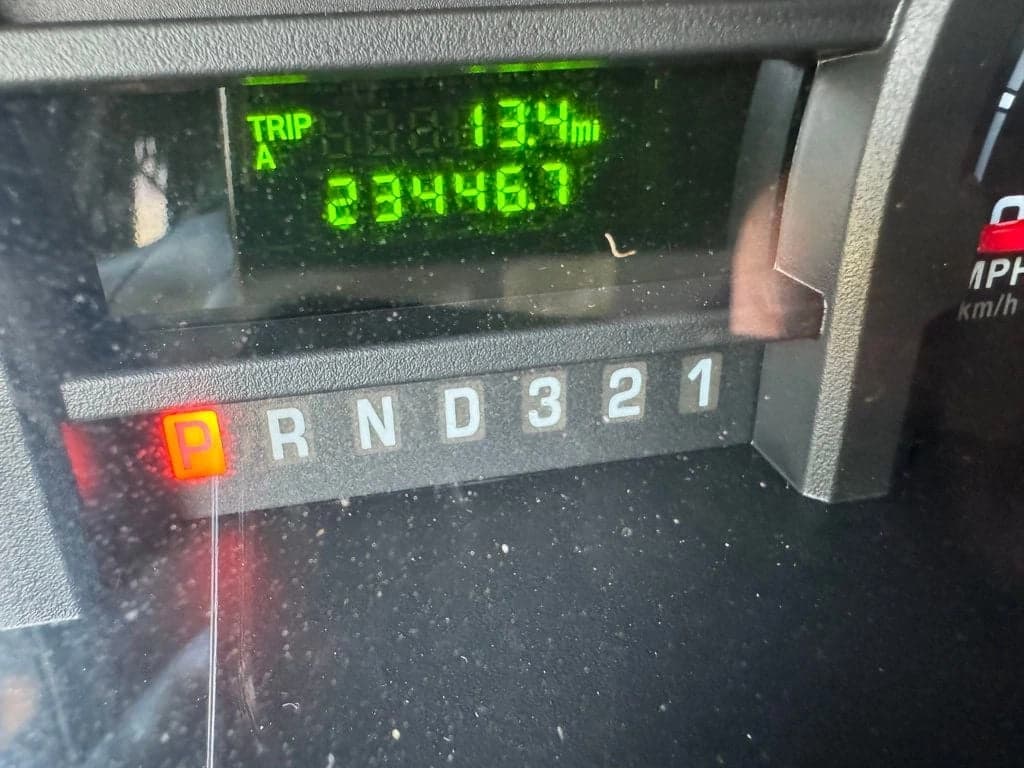 TRIP 13.4mi
A
23446.7
P R N D 3 2 1
MPH
km/h